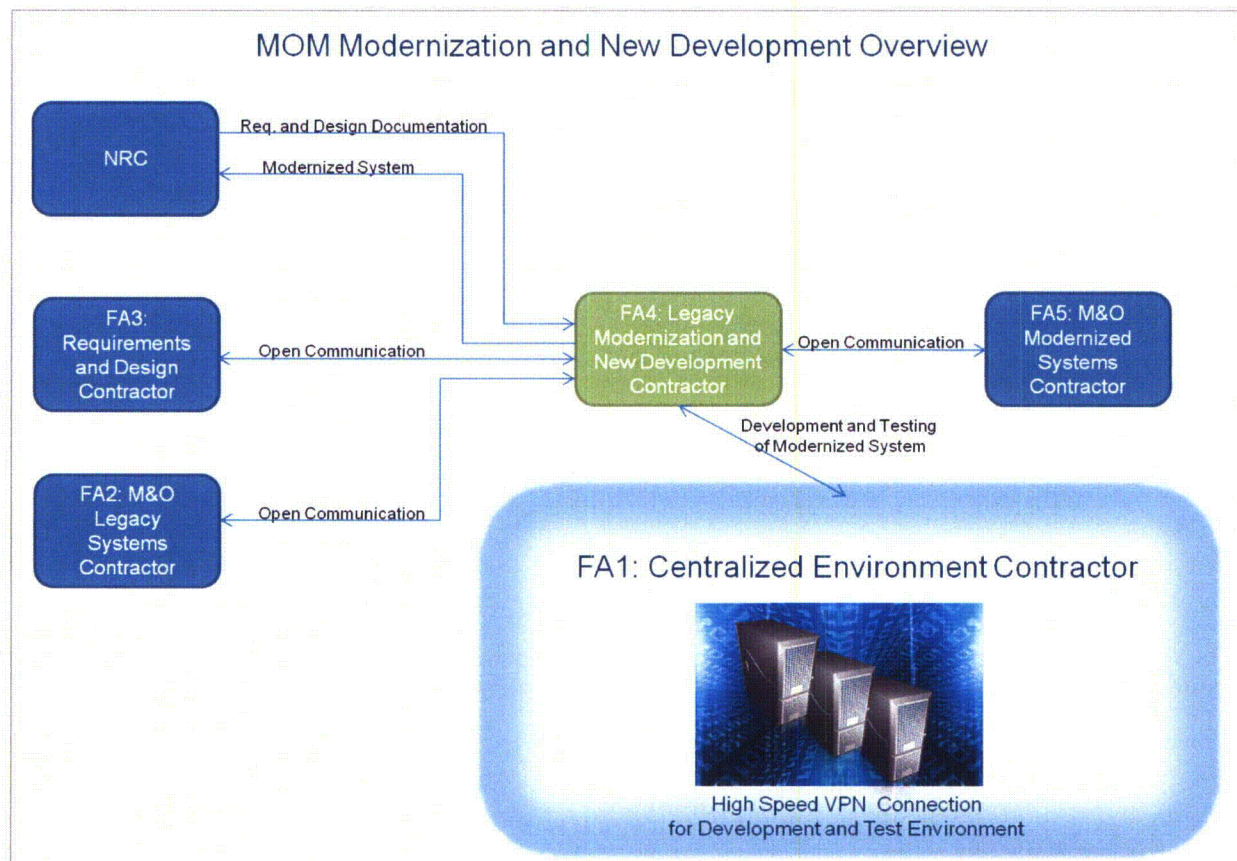 MOM Modernization and New Development Overview
NRC
Req. and Design Documentation
Modernized System
FA3:
Requirements
and Design
Contractor
Open Communication
FA4: Legacy
Modernization and
New Development
Contractor
Open Communication
FA5: M&O
Modernized
Systems
Contractor
FA2: M&O
Legacy
Systems
Contractor
Open Communication
Development and Testing
of Modernized System
FA1: Centralized Environment Contractor
High Speed VPN Connection
for Development and Test Environment